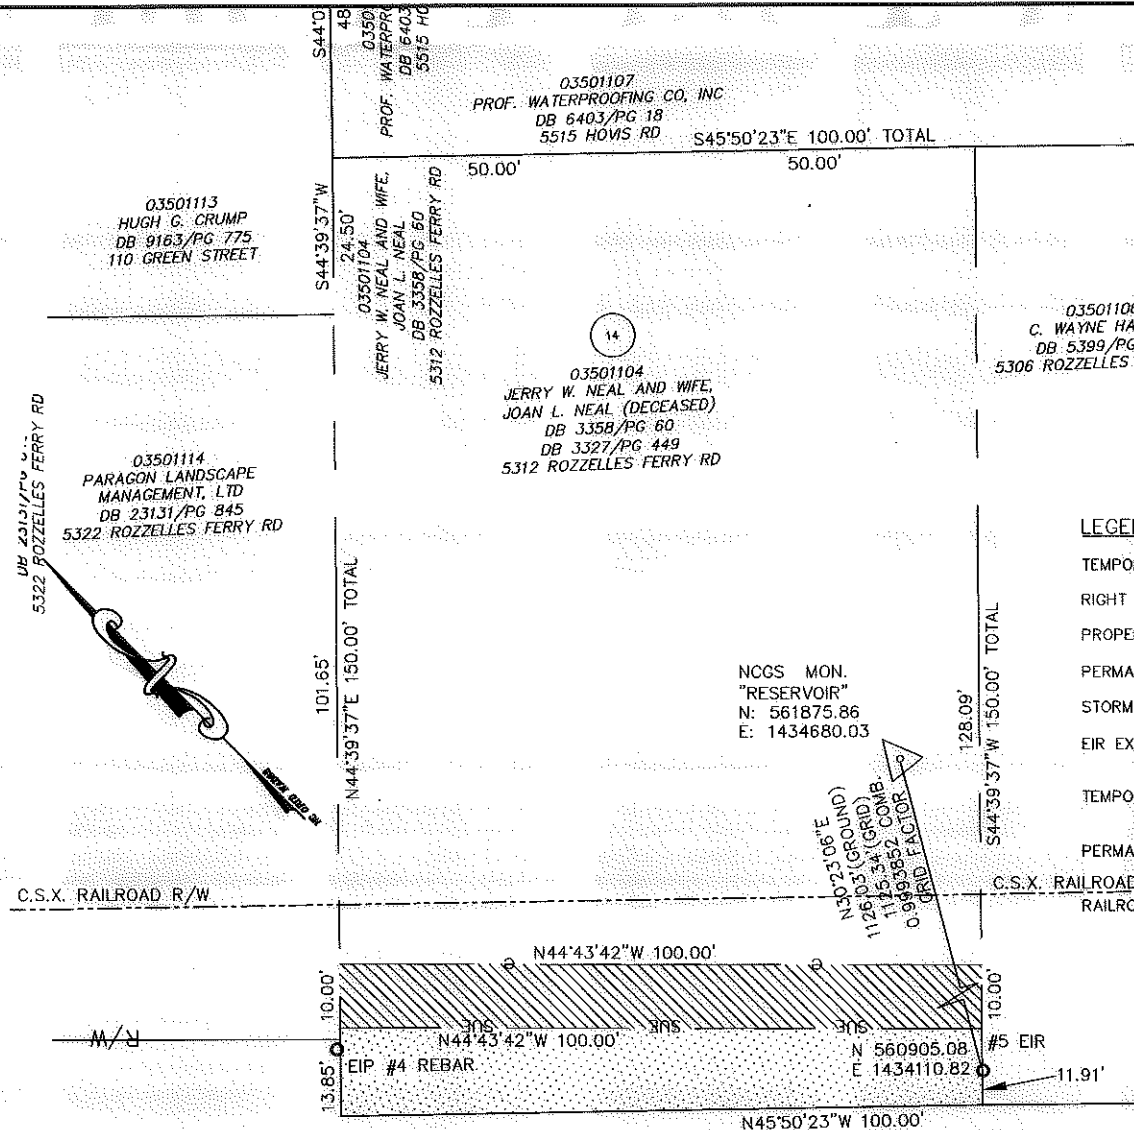 S44°0
48
0350
PROF. WATERPRO
DB 6403
5515 HO
03501107
PROF. WATERPROOFING CO, INC
DB 6403/PG 18
5515 HOVIS RD
S45°50'23"E 100.00' TOTAL
50.00'
50.00'
03501113
HUGH G. CRUMP
DB 9163/PG 775
110 GREEN STREET
S44°39'37"W
24.50'
03501104
JERRY W. NEAL AND WIFE,
JOAN L. NEAL
DB 3358/PG 60
5312 ROZZELLES FERRY RD
14
03501104
JERRY W. NEAL AND WIFE,
JOAN L. NEAL (DECEASED)
DB 3358/PG 60
DB 3327/PG 449
5312 ROZZELLES FERRY RD
0350110
C. WAYNE HA
DB 5399/PG
5306 ROZZELLES
DB 23131/PG
5322 ROZZELLES FERRY RD
03501114
PARAGON LANDSCAPE
MANAGEMENT, LTD
DB 23131/PG 845
5322 ROZZELLES FERRY RD
LEGE
TEMPO
RIGHT
PROPE
PERMA
STORM
EIR EX
TEMPO
PERMA
RAILRO
101.65'
N44°39'37"E 150.00' TOTAL
NCGS MON.
"RESERVOIR"
N: 561875.86
E: 1434680.03
128.09'
S44°39'37"W 150.00' TOTAL
N30°23'06"E
1126.03'(GROUND)
1125.34'(GRID)
0.99993852 COMB.
GRID FACTOR
NC GRID NAD83
C.S.X. RAILROAD R/W
C.S.X. RAILROAD
N44°43'42"W 100.00'
10.00'
10.00'
R/W
SUE
SUE
SUE
N44°43'42"W 100.00'
13.85'
EIP #4 REBAR
N 560905.08
E 1434110.82
#5 EIR
11.91'
N45°50'23"W 100.00'